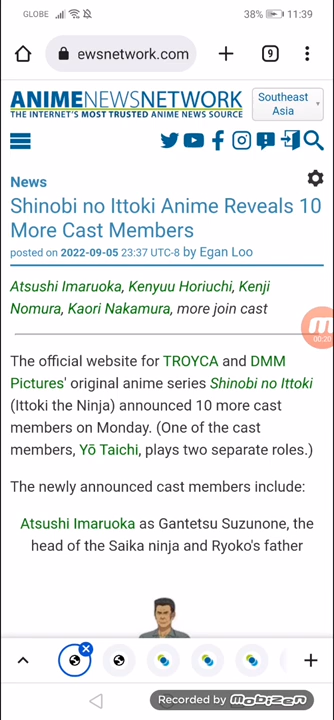 GLOBE 38% 11:39
ewsnetwork.com 9
ANIMENEWSNETWORK
THE INTERNET'S MOST TRUSTED ANIME NEWS SOURCE
Southeast
Asia
News
Shinobi no Ittoki Anime Reveals 10
More Cast Members
posted on 2022-09-05 23:37 UTC-8 by Egan Loo
Atsushi Imaruoka, Kenyuu Horiuchi, Kenji
Nomura, Kaori Nakamura, more join cast
00:20
The official website for TROYCA and DMM
Pictures' original anime series Shinobi no Ittoki
(Ittoki the Ninja) announced 10 more cast
members on Monday. (One of the cast
members, Yō Taichi, plays two separate roles.)
The newly announced cast members include:
Atsushi Imaruoka as Gantetsu Suzunone, the
head of the Saika ninja and Ryoko's father
Recorded by Mobizen